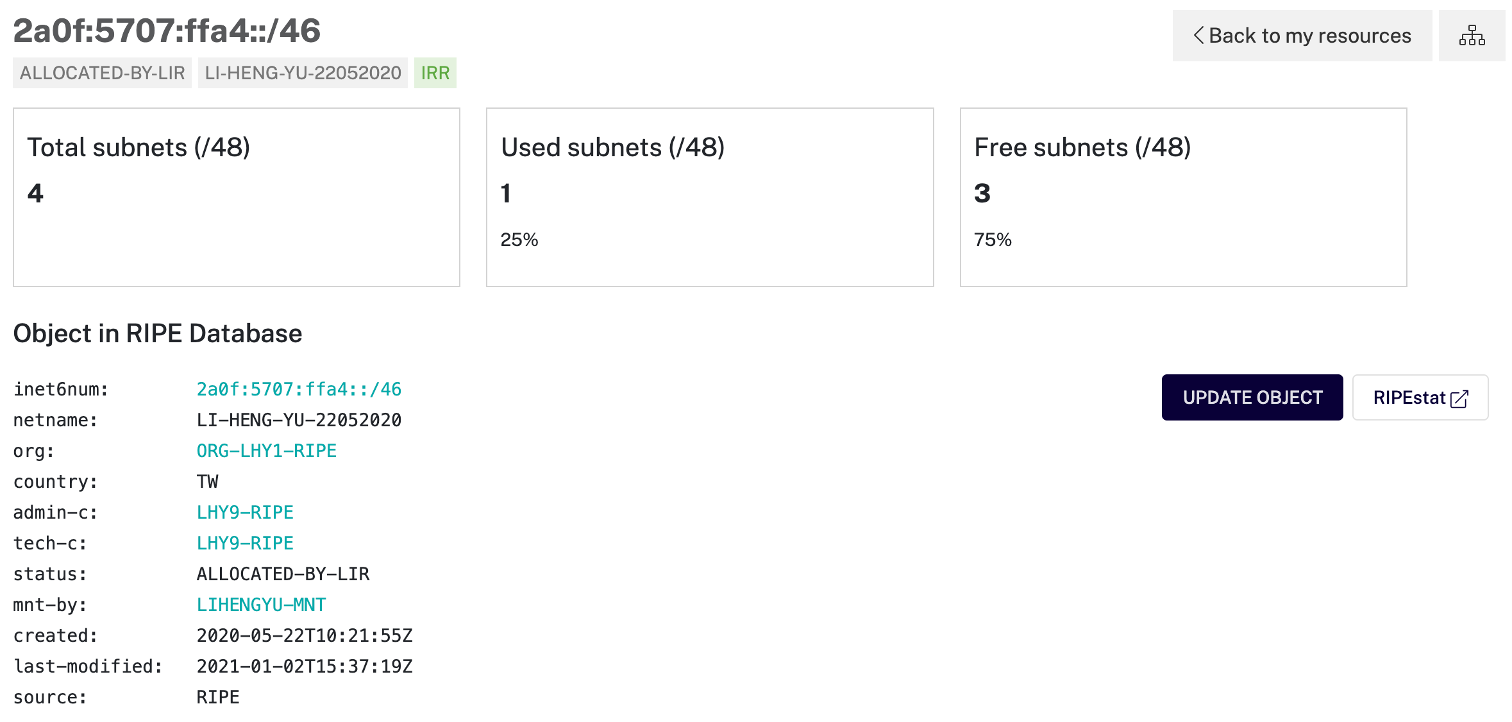 2a0f:5707:ffa4::/46
Back to my resources
ALLOCATED-BY-LIR LI-HENG-YU-22052020 IRR
Total subnets (/48)
4
Used subnets (/48)
1
25%
Free subnets (/48)
3
75%
Object in RIPE Database
UPDATE OBJECT
RIPEstat
inet6num: 2a0f:5707:ffa4::/46
netname: LI-HENG-YU-22052020
org: ORG-LHY1-RIPE
country: TW
admin-c: LHY9-RIPE
tech-c: LHY9-RIPE
status: ALLOCATED-BY-LIR
mnt-by: LIHENGYU-MNT
created: 2020-05-22T10:21:55Z
last-modified: 2021-01-02T15:37:19Z
source: RIPE